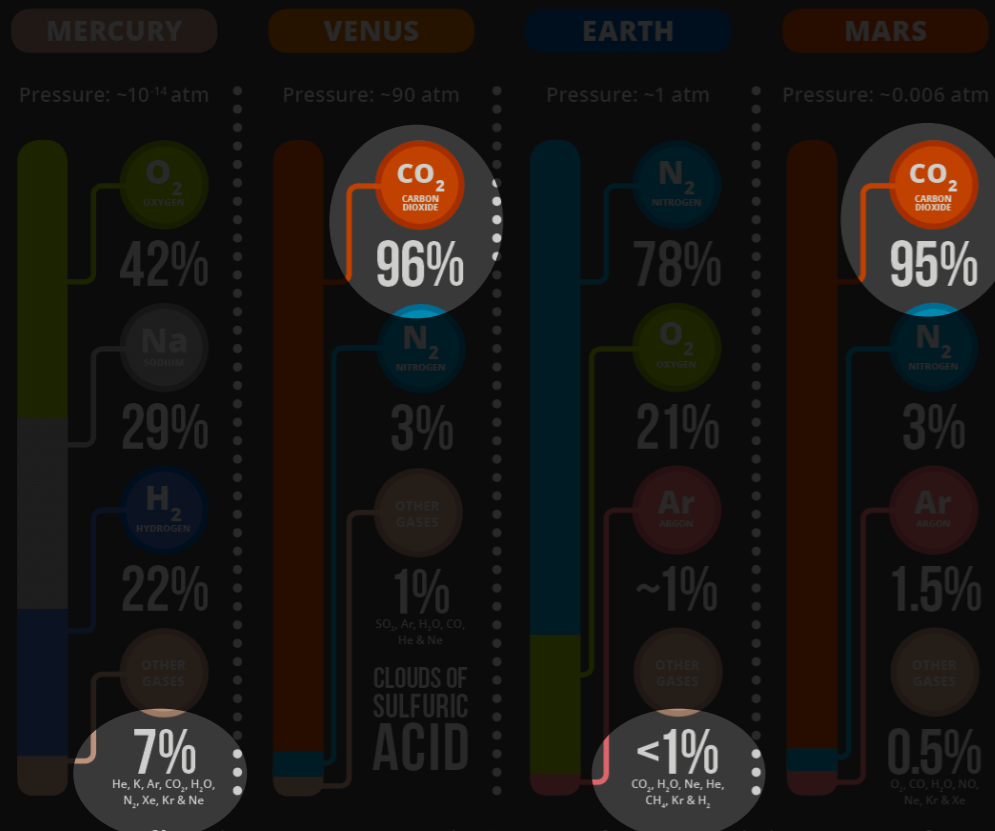 MERCURY
Pressure: ~10⁻¹⁴ atm
O₂
OXYGEN
42%
Na
SODIUM
29%
H₂
HYDROGEN
22%
OTHER
GASES
7%
He, K, Ar, CO₂, H₂O,
N₂, Xe, Kr & Ne
VENUS
Pressure: ~90 atm
CO₂
CARBON
DIOXIDE
96%
N₂
NITROGEN
3%
OTHER
GASES
1%
SO₂, Ar, H₂O, CO,
He & Ne
CLOUDS OF
SULFURIC
ACID
EARTH
Pressure: ~1 atm
N₂
NITROGEN
78%
O₂
OXYGEN
21%
Ar
ARGON
~1%
OTHER
GASES
<1%
CO₂, H₂O, Ne, He,
CH₄, Kr & H₂
MARS
Pressure: ~0.006 atm
CO₂
CARBON
DIOXIDE
95%
N₂
NITROGEN
3%
Ar
ARGON
1.5%
OTHER
GASES
0.5%
O₂, CO, H₂O, NO,
Ne, Kr & Xe